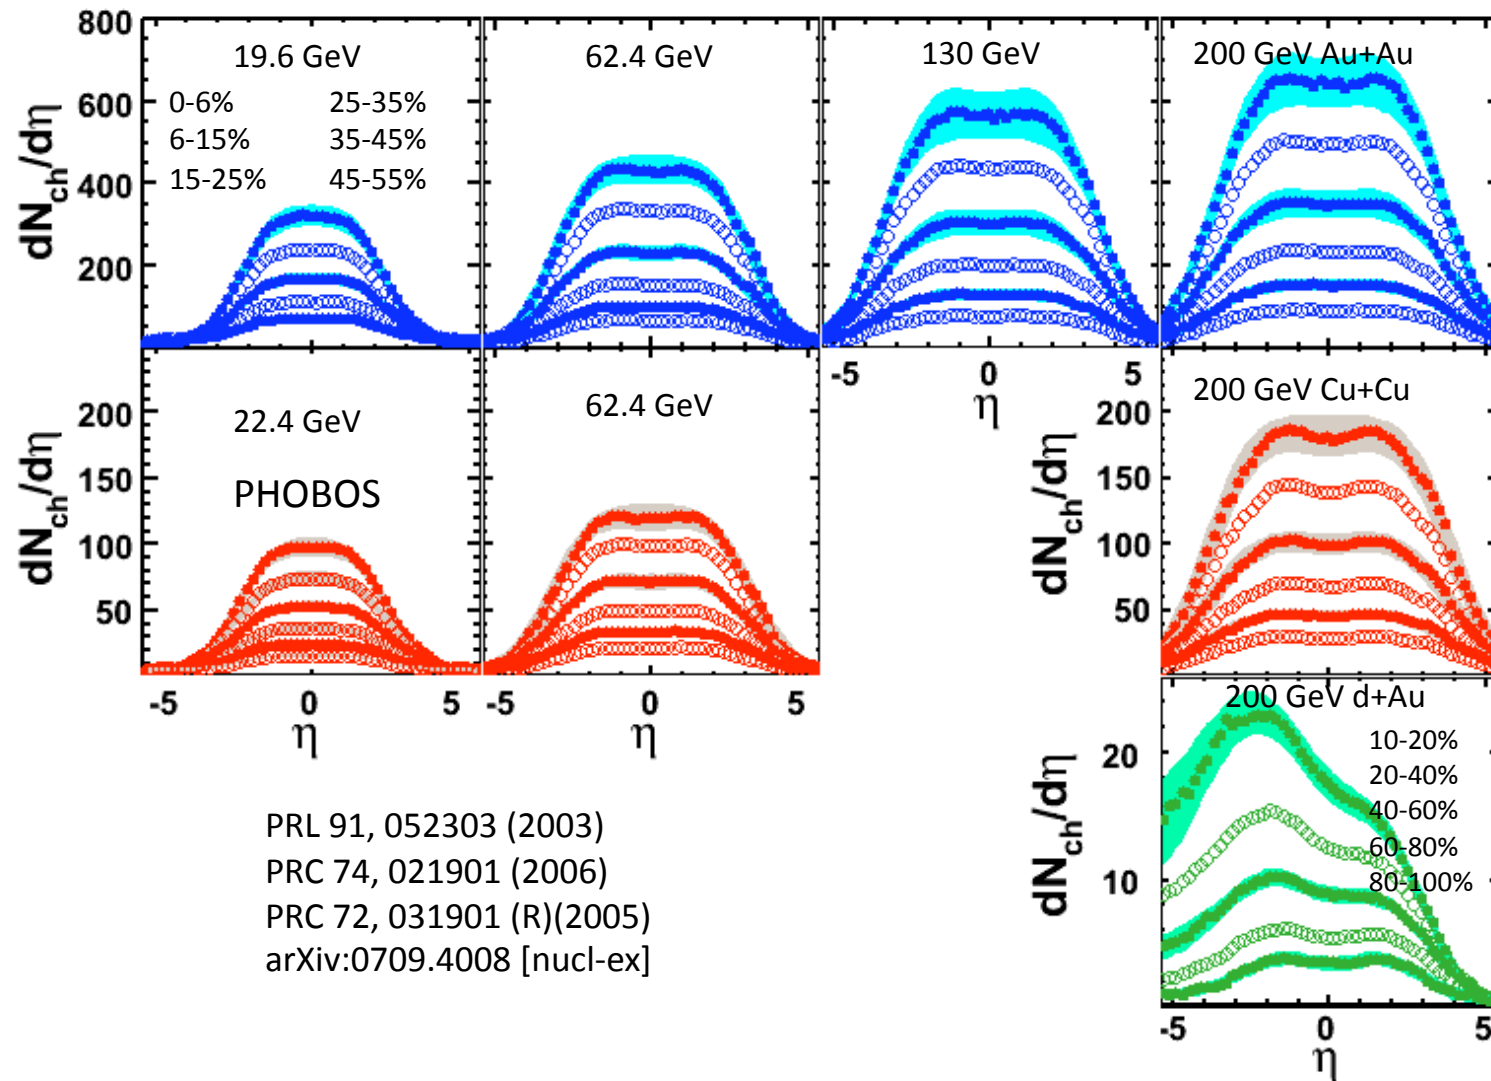 800
600
400
200
dN_ch/dη
19.6 GeV
0-6% 25-35%
6-15% 35-45%
15-25% 45-55%
62.4 GeV
130 GeV
200 GeV Au+Au
-5 0 5
η
200
150
100
50
dN_ch/dη
22.4 GeV
PHOBOS
62.4 GeV
-5 0 5
η
-5 0 5
η
200 GeV Cu+Cu
200
150
100
50
dN_ch/dη
200 GeV d+Au
10-20%
20-40%
40-60%
60-80%
80-100%
20
10
dN_ch/dη
-5 0 5
η
PRL 91, 052303 (2003)
PRC 74, 021901 (2006)
PRC 72, 031901 (R)(2005)
arXiv:0709.4008 [nucl-ex]